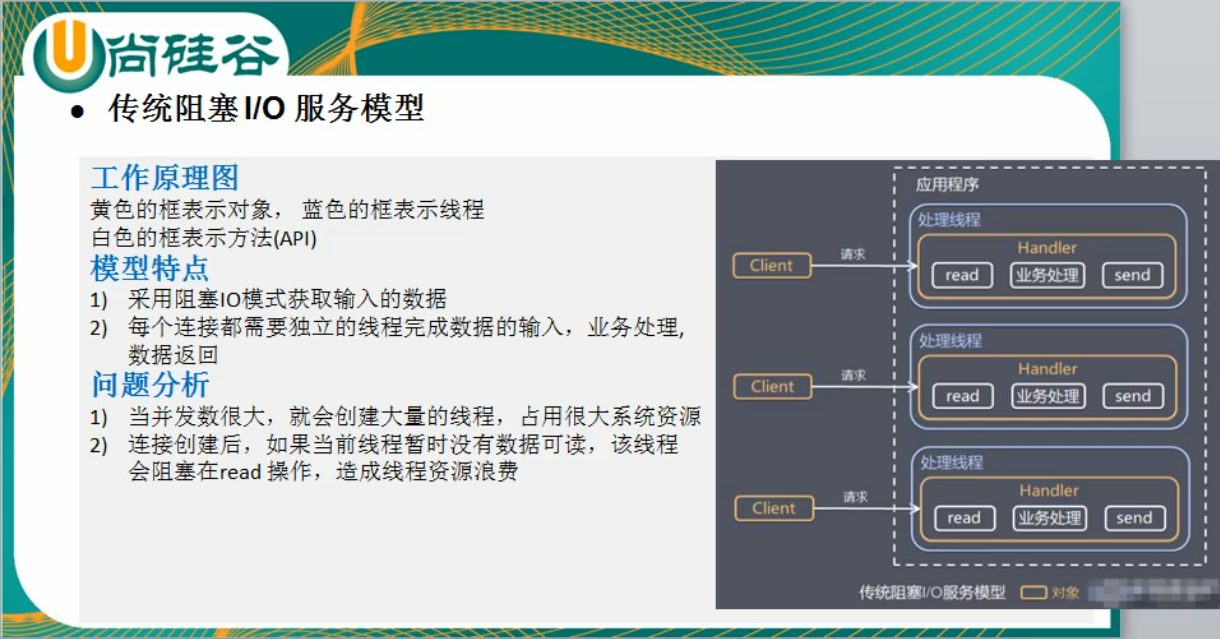 尚硅谷
● 传统阻塞 I/O 服务模型
工作原理图
黄色的框表示对象， 蓝色的框表示线程
白色的框表示方法(API)
模型特点
1) 采用阻塞IO模式获取输入的数据
2) 每个连接都需要独立的线程完成数据的输入，业务处理,
数据返回
问题分析
1) 当并发数很大，就会创建大量的线程，占用很大系统资源
2) 连接创建后，如果当前线程暂时没有数据可读，该线程
会阻塞在read 操作，造成线程资源浪费
应用程序
处理线程
Handler
Client
请求
read
业务处理
send
处理线程
Handler
Client
请求
read
业务处理
send
处理线程
Handler
Client
请求
read
业务处理
send
传统阻塞I/O服务模型
对象